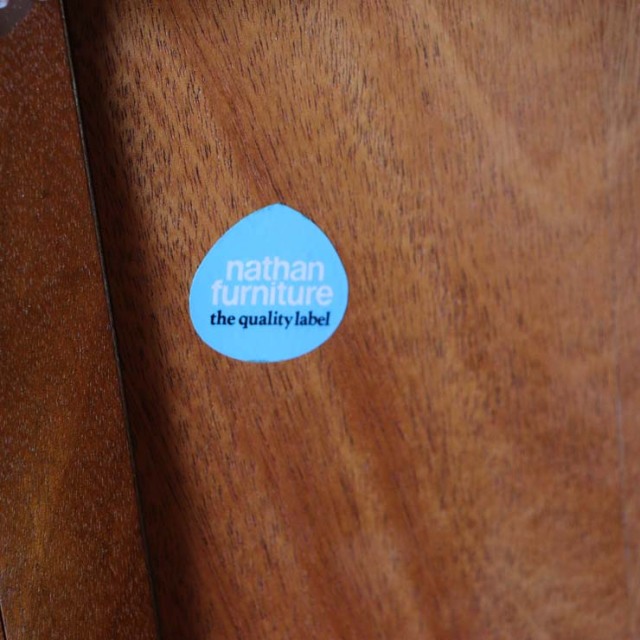 nathan
furniture
the quality label